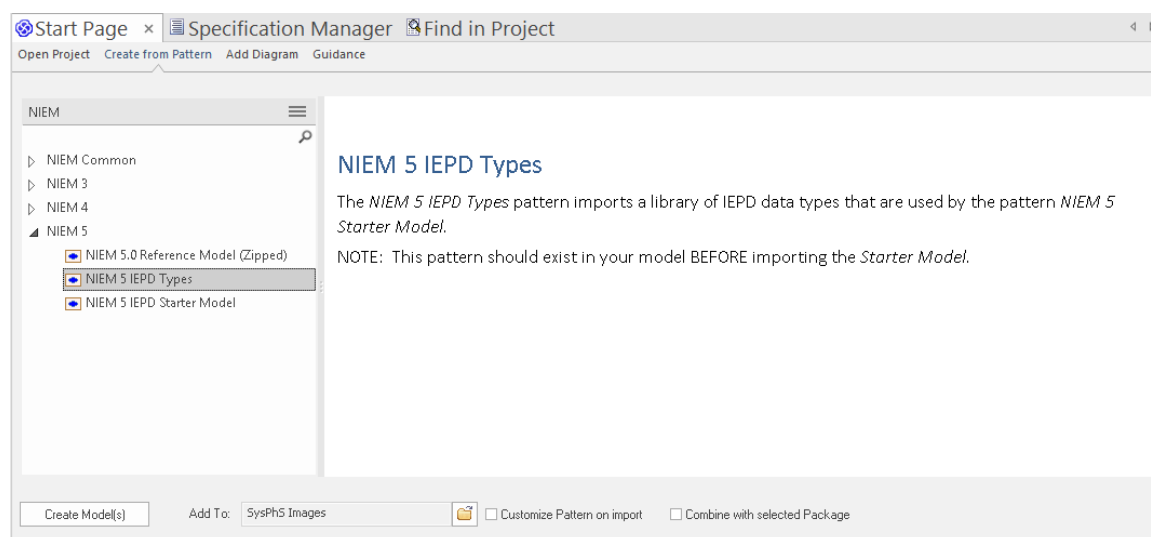 Start Page × Specification Manager Find in Project
Open Project Create from Pattern Add Diagram Guidance
NIEM
NIEM Common
NIEM 3
NIEM 4
NIEM 5
NIEM 5.0 Reference Model (Zipped)
NIEM 5 IEPD Types
NIEM 5 IEPD Starter Model
NIEM 5 IEPD Types
The NIEM 5 IEPD Types pattern imports a library of IEPD data types that are used by the pattern NIEM 5
Starter Model.
NOTE: This pattern should exist in your model BEFORE importing the Starter Model.
Create Model(s) Add To: SysPhS Images Customize Pattern on import Combine with selected Package